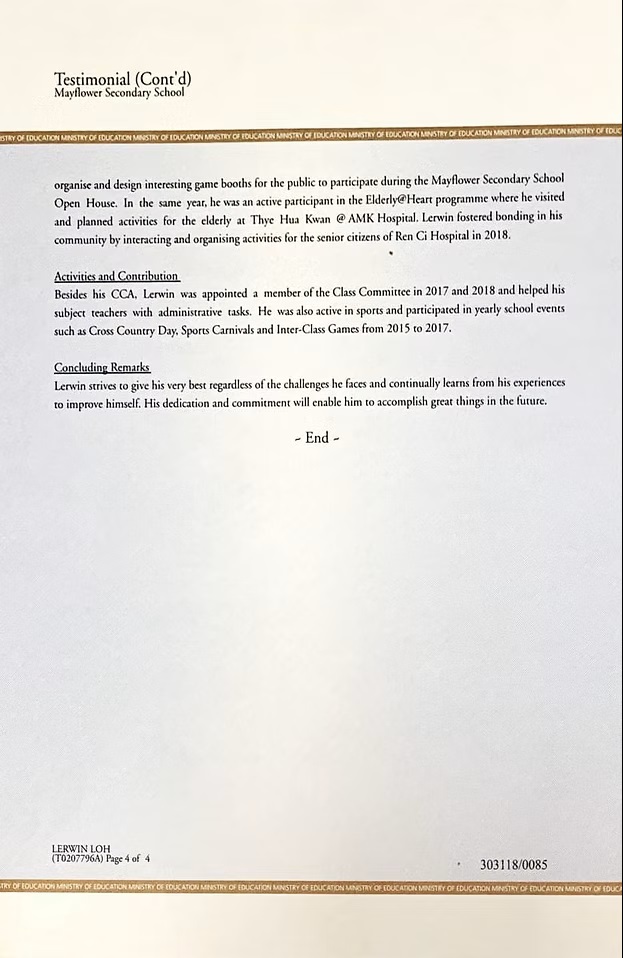 Testimonial (Cont'd)
Mayflower Secondary School
ISTRY OF EDUCATION MINISTRY OF EDUCATION MINISTRY OF EDUCATION MINISTRY OF EDUCATION MINISTRY OF EDUCATION MINISTRY OF EDUCATION MINISTRY OF EDUCATION MINISTRY OF EDUC
organise and design interesting game booths for the public to participate during the Mayflower Secondary School
Open House. In the same year, he was an active participant in the Elderly@Heart programme where he visited
and planned activities for the elderly at Thye Hua Kwan @ AMK Hospital. Lerwin fostered bonding in his
community by interacting and organising activities for the senior citizens of Ren Ci Hospital in 2018.
Activities and Contribution
Besides his CCA, Lerwin was appointed a member of the Class Committee in 2017 and 2018 and helped his
subject teachers with administrative tasks. He was also active in sports and participated in yearly school events
such as Cross Country Day, Sports Carnivals and Inter-Class Games from 2015 to 2017.
Concluding Remarks
Lerwin strives to give his very best regardless of the challenges he faces and continually learns from his experiences
to improve himself. His dedication and commitment will enable him to accomplish great things in the future.
~ End ~
LERWIN LOH
(T0207796A) Page 4 of 4
303118/0085
TRY OF EDUCATION MINISTRY OF EDUCATION MINISTRY OF EDUCATION MINISTRY OF EDUCATION MINISTRY OF EDUCATION MINISTRY OF EDUCATION MINISTRY OF EDUCATION MINISTRY OF EDUCA